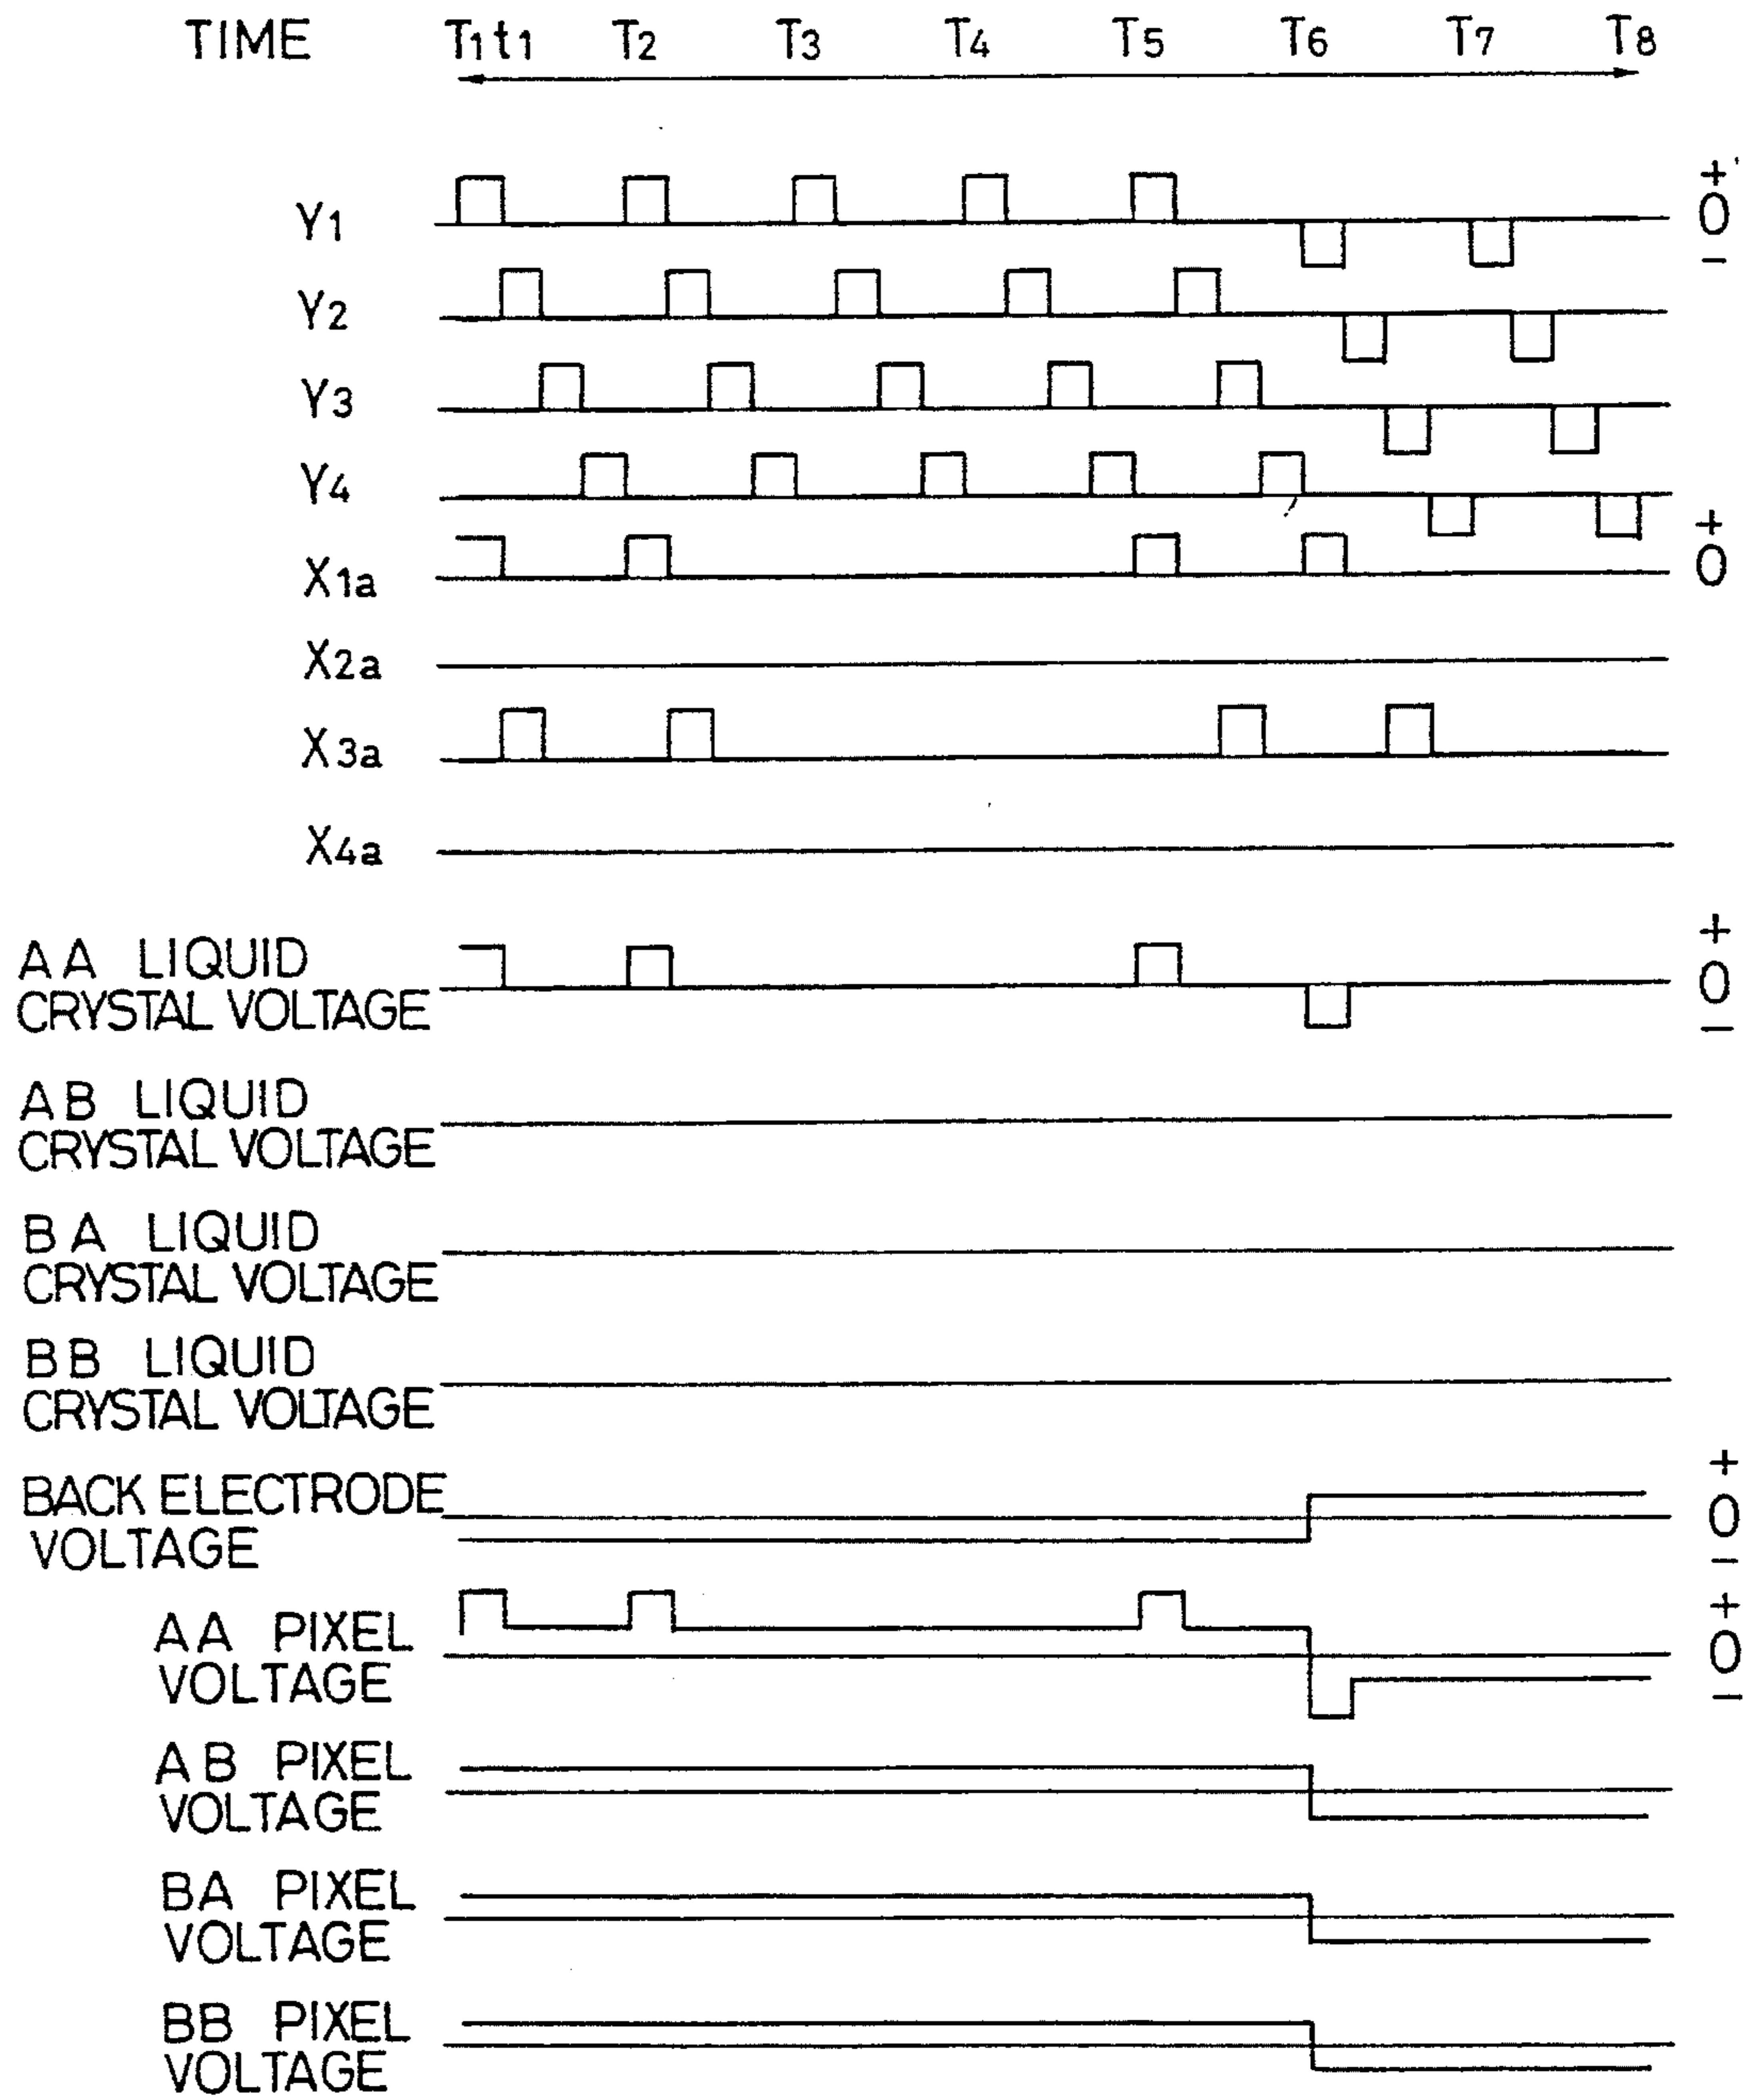 TIME T1 t1 T2 T3 T4 T5 T6 T7 T8
+
Y1 0
-
Y2
Y3
Y4
+
X1a 0
X2a
X3a
X4a
+
AA LIQUID
CRYSTAL VOLTAGE 0
-
AB LIQUID
CRYSTAL VOLTAGE
BA LIQUID
CRYSTAL VOLTAGE
BB LIQUID
CRYSTAL VOLTAGE
+
BACK ELECTRODE 0
VOLTAGE -
+
AA PIXEL 0
VOLTAGE -
AB PIXEL
VOLTAGE
BA PIXEL
VOLTAGE
BB PIXEL
VOLTAGE